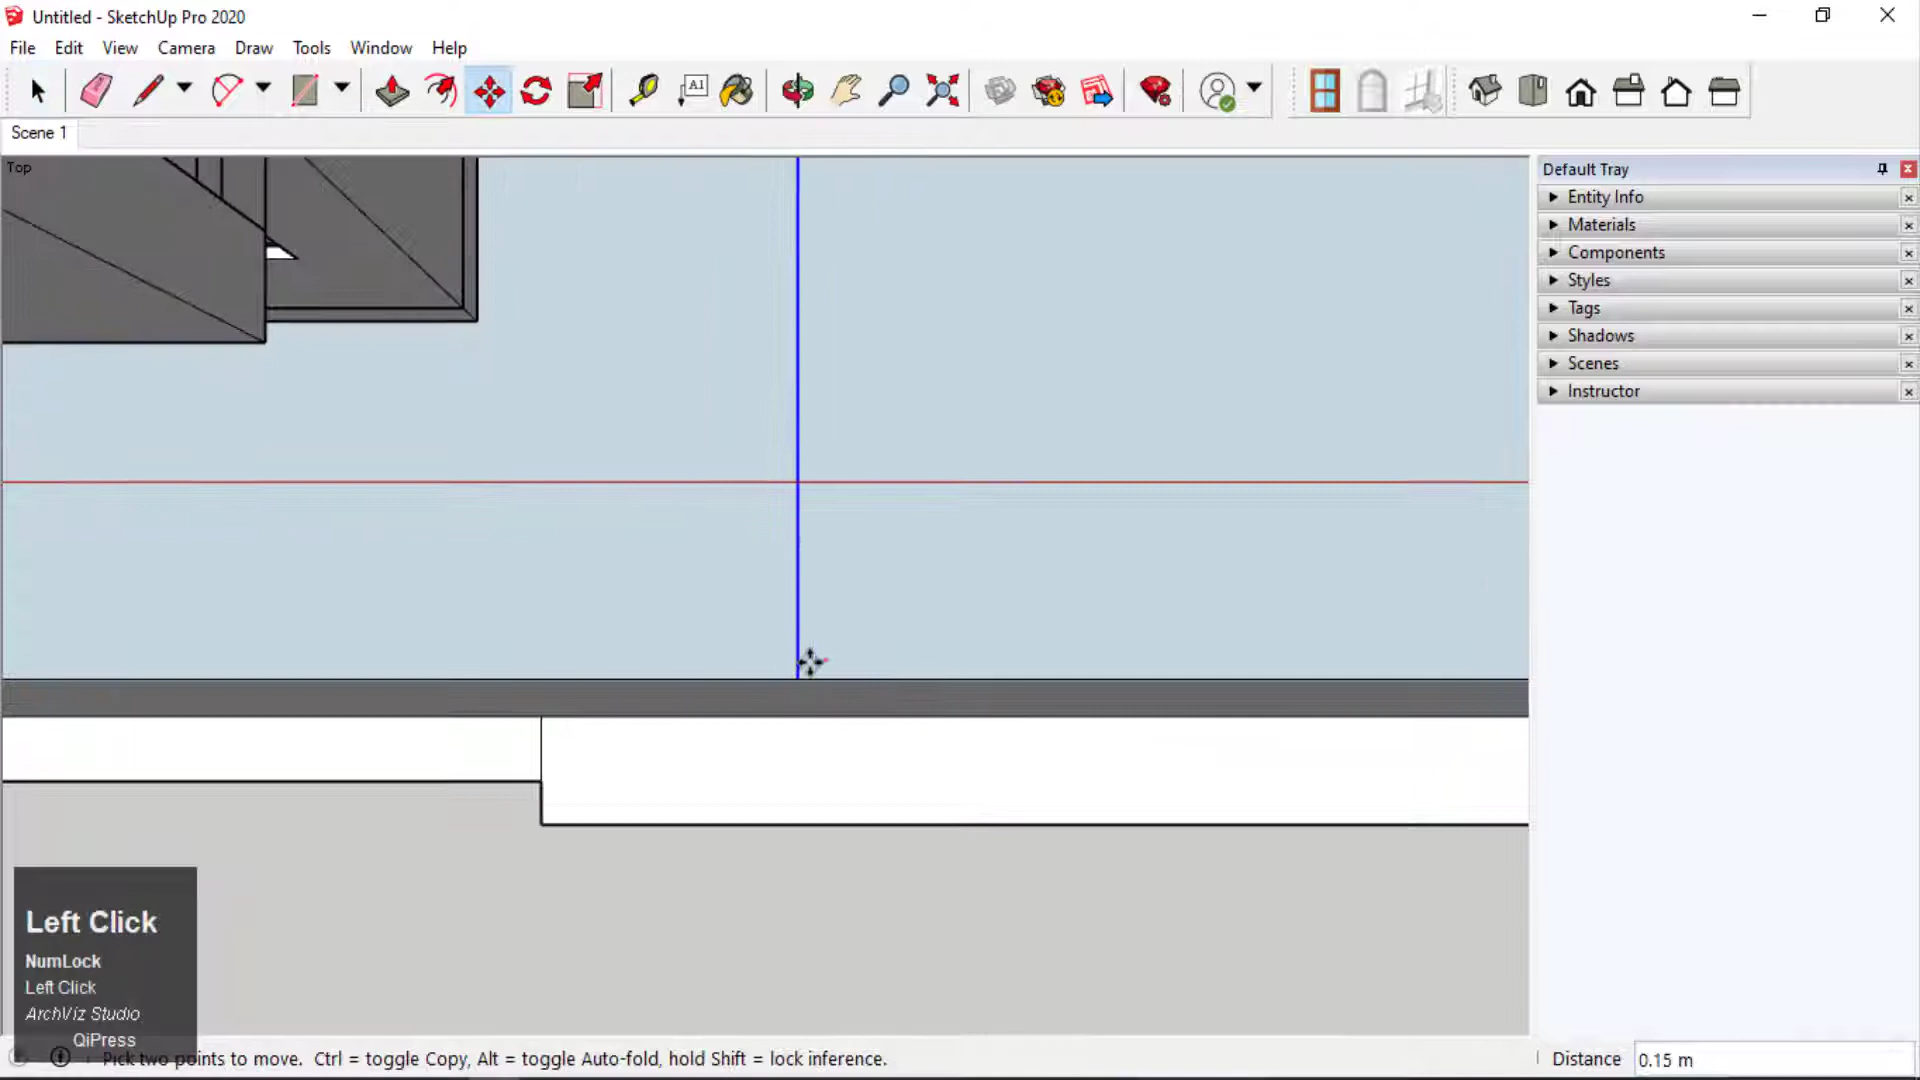 Untitled - SketchUp Pro 2020
File Edit View Camera Draw Tools Window Help
A1
Scene 1
Top
Default Tray
Entity Info
Materials
Components
Styles
Tags
Shadows
Scenes
Instructor
Left Click
NumLock
Left Click
ArchViz Studio
QiPress
Pick two points to move. Ctrl = toggle Copy, Alt = toggle Auto-fold, hold Shift = lock inference.
Distance 0.15 m